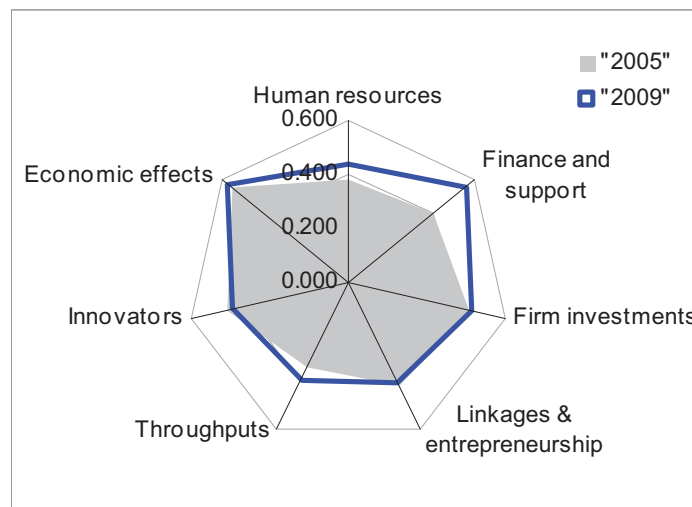 "2005"
"2009"
Human resources
0.600
Finance and
support
Economic effects
0.400
0.200
0.000
Innovators
Firm investments
Throughputs
Linkages &
entrepreneurship